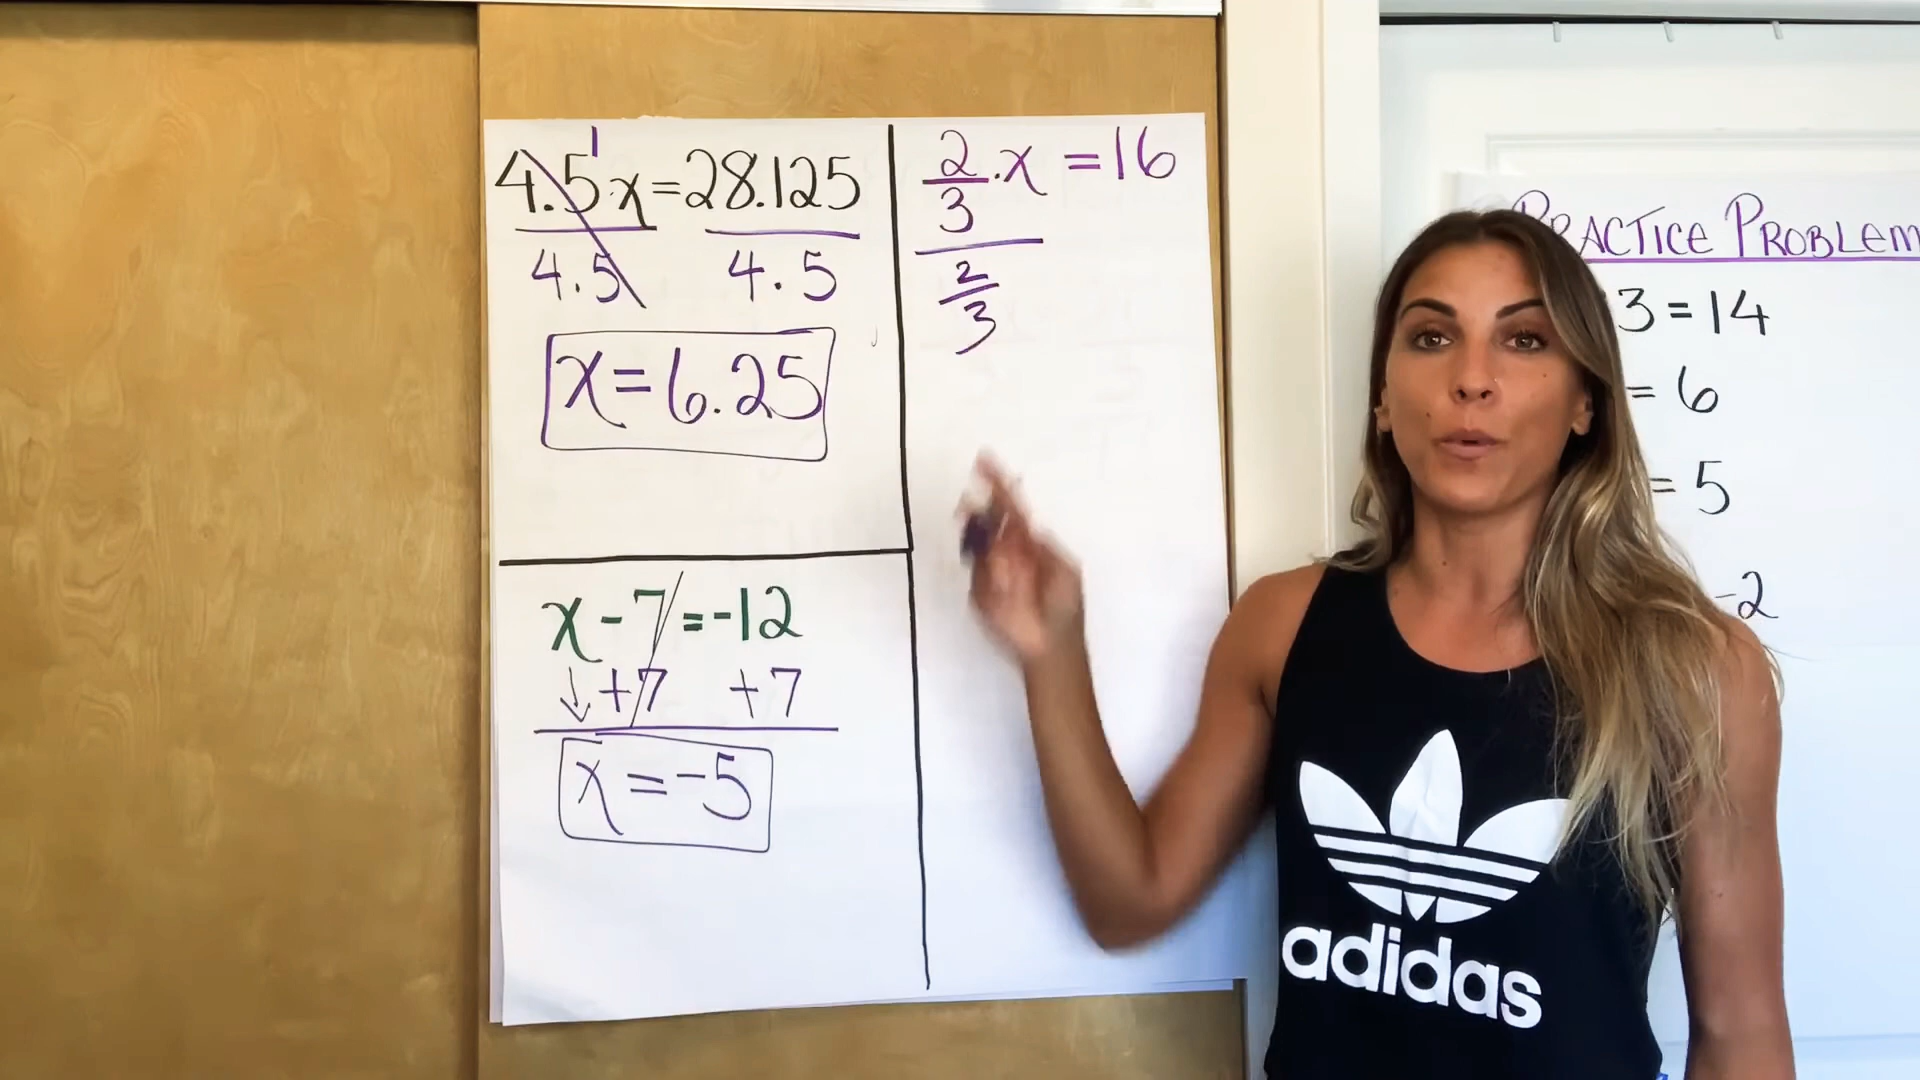 4.5·x=28.125
1
4.5 4.5
x=6.25
x-7=-12
↓+7 +7
x=-5
2/3·x=16
2/3
PRACTICE PROBLEM
3=14
=6
=5
-2
adidas